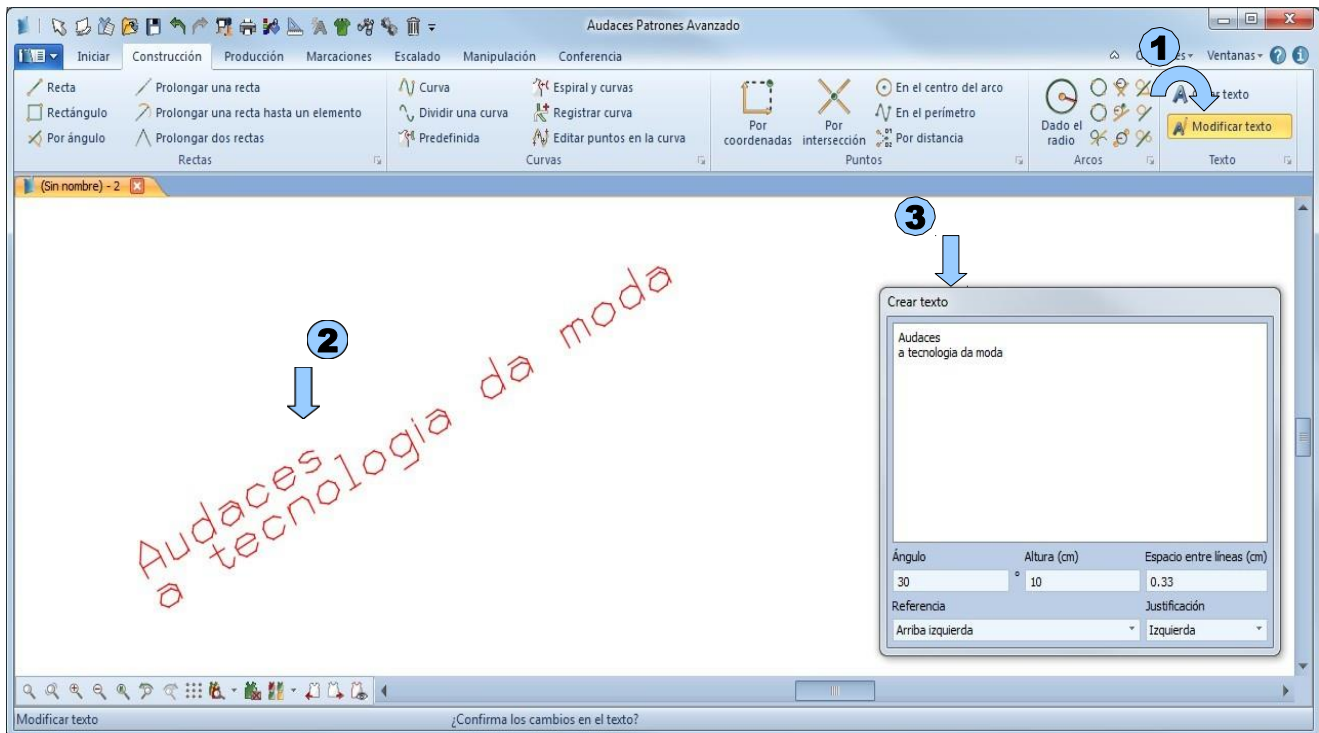 Audaces Patrones Avanzado
Iniciar Construcción Producción Marcaciones Escalado Manipulación Conferencia Ventanas
1
Recta Prolongar una recta Curva Espiral y curvas En el centro del arco texto
Rectángulo Prolongar una recta hasta un elemento Dividir una curva Registrar curva En el perímetro
Por ángulo Prolongar dos rectas Predefinida Editar puntos en la curva Por coordenadas Por intersección Por distancia Dado el radio Modificar texto
Rectas Curvas Puntos Arcos Texto
(Sin nombre) - 2
3
2
Audaces
a tecnologia da moda
Crear texto
Audaces
a tecnologia da moda
Ángulo Altura (cm) Espacio entre líneas (cm)
30 ° 10 0.33
Referencia Justificación
Arriba izquierda Izquierda
Modificar texto ¿Confirma los cambios en el texto?